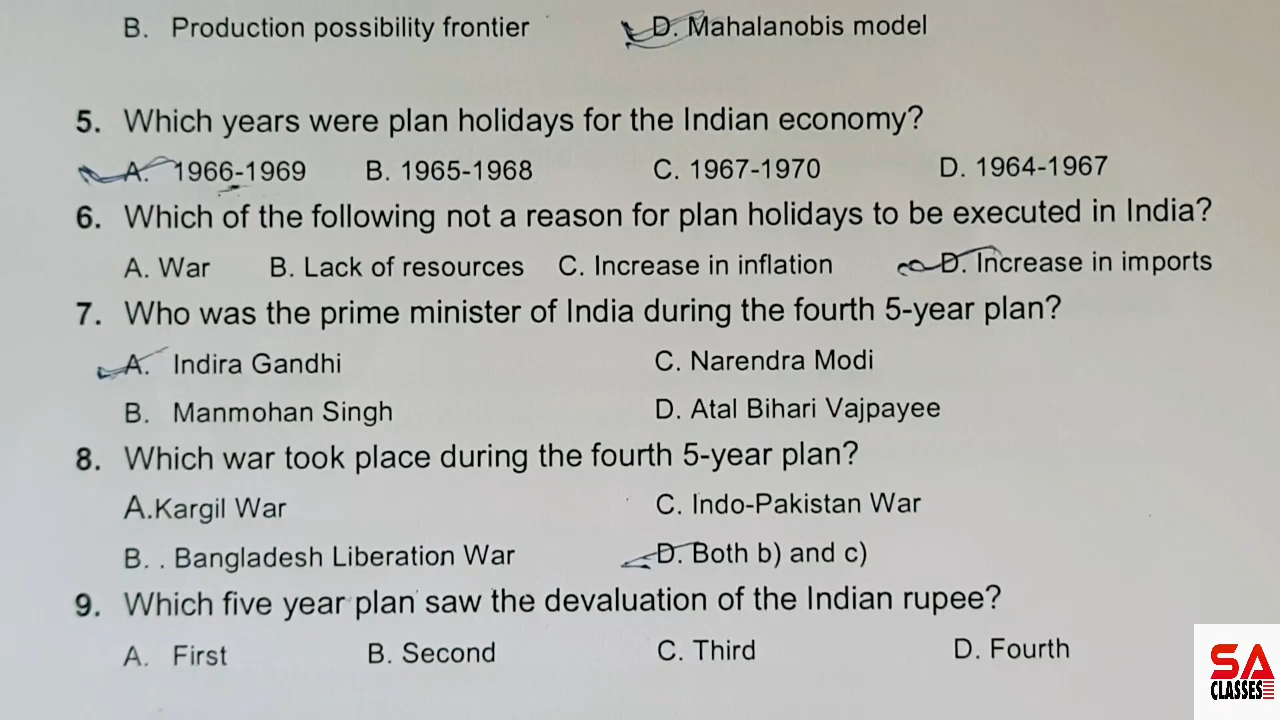 B. Production possibility frontier D. Mahalanobis model
5. Which years were plan holidays for the Indian economy?
A. 1966-1969 B. 1965-1968 C. 1967-1970 D. 1964-1967
6. Which of the following not a reason for plan holidays to be executed in India?
A. War B. Lack of resources C. Increase in inflation D. Increase in imports
7. Who was the prime minister of India during the fourth 5-year plan?
A. Indira Gandhi C. Narendra Modi
B. Manmohan Singh D. Atal Bihari Vajpayee
8. Which war took place during the fourth 5-year plan?
A.Kargil War C. Indo-Pakistan War
B. . Bangladesh Liberation War D. Both b) and c)
9. Which five year plan saw the devaluation of the Indian rupee?
A. First B. Second C. Third D. Fourth
SA
CLASSES